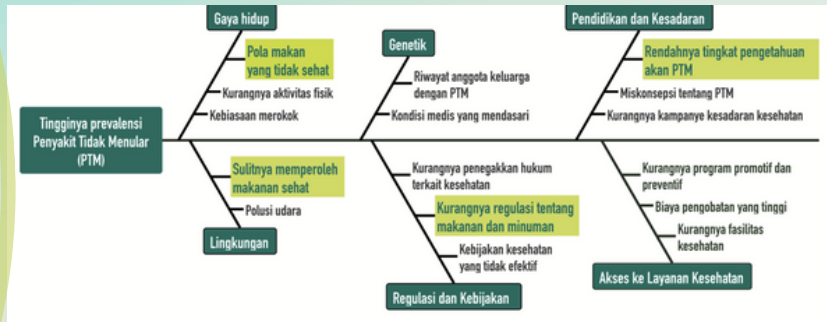 Gaya hidup
Pola makan
yang tidak sehat
Kurangnya aktivitas fisik
Kebiasaan merokok
Genetik
Riwayat anggota keluarga
dengan PTM
Kondisi medis yang mendasari
Pendidikan dan Kesadaran
Rendahnya tingkat pengetahuan
akan PTM
Miskonsepsi tentang PTM
Kurangnya kampanye kesadaran kesehatan
Tingginya prevalensi
Penyakit Tidak Menular
(PTM)
Sulitnya memperoleh
makanan sehat
Polusi udara
Lingkungan
Kurangnya penegakkan hukum
terkait kesehatan
Kurangnya regulasi tentang
makanan dan minuman
Kebijakan kesehatan
yang tidak efektif
Regulasi dan Kebijakan
Kurangnya program promotif dan
preventif
Biaya pengobatan yang tinggi
Kurangnya fasilitas
kesehatan
Akses ke Layanan Kesehatan